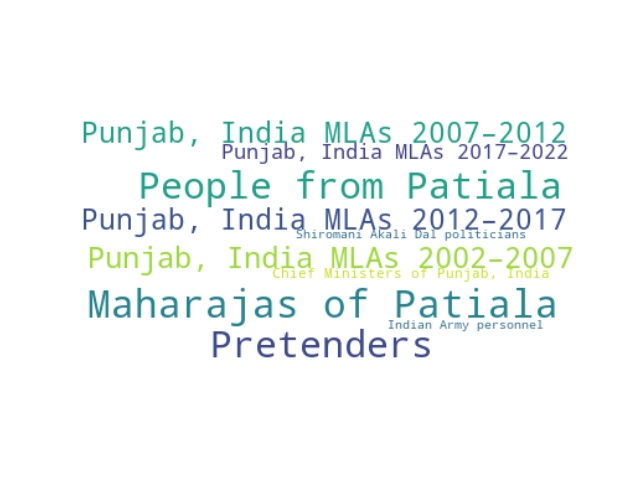 Punjab, India MLAs 2007–2012
Punjab, India MLAs 2017–2022
People from Patiala
Punjab, India MLAs 2012–2017
Shiromani Akali Dal politicians
Punjab, India MLAs 2002–2007
Chief Ministers of Punjab, India
Maharajas of Patiala
Indian Army personnel
Pretenders